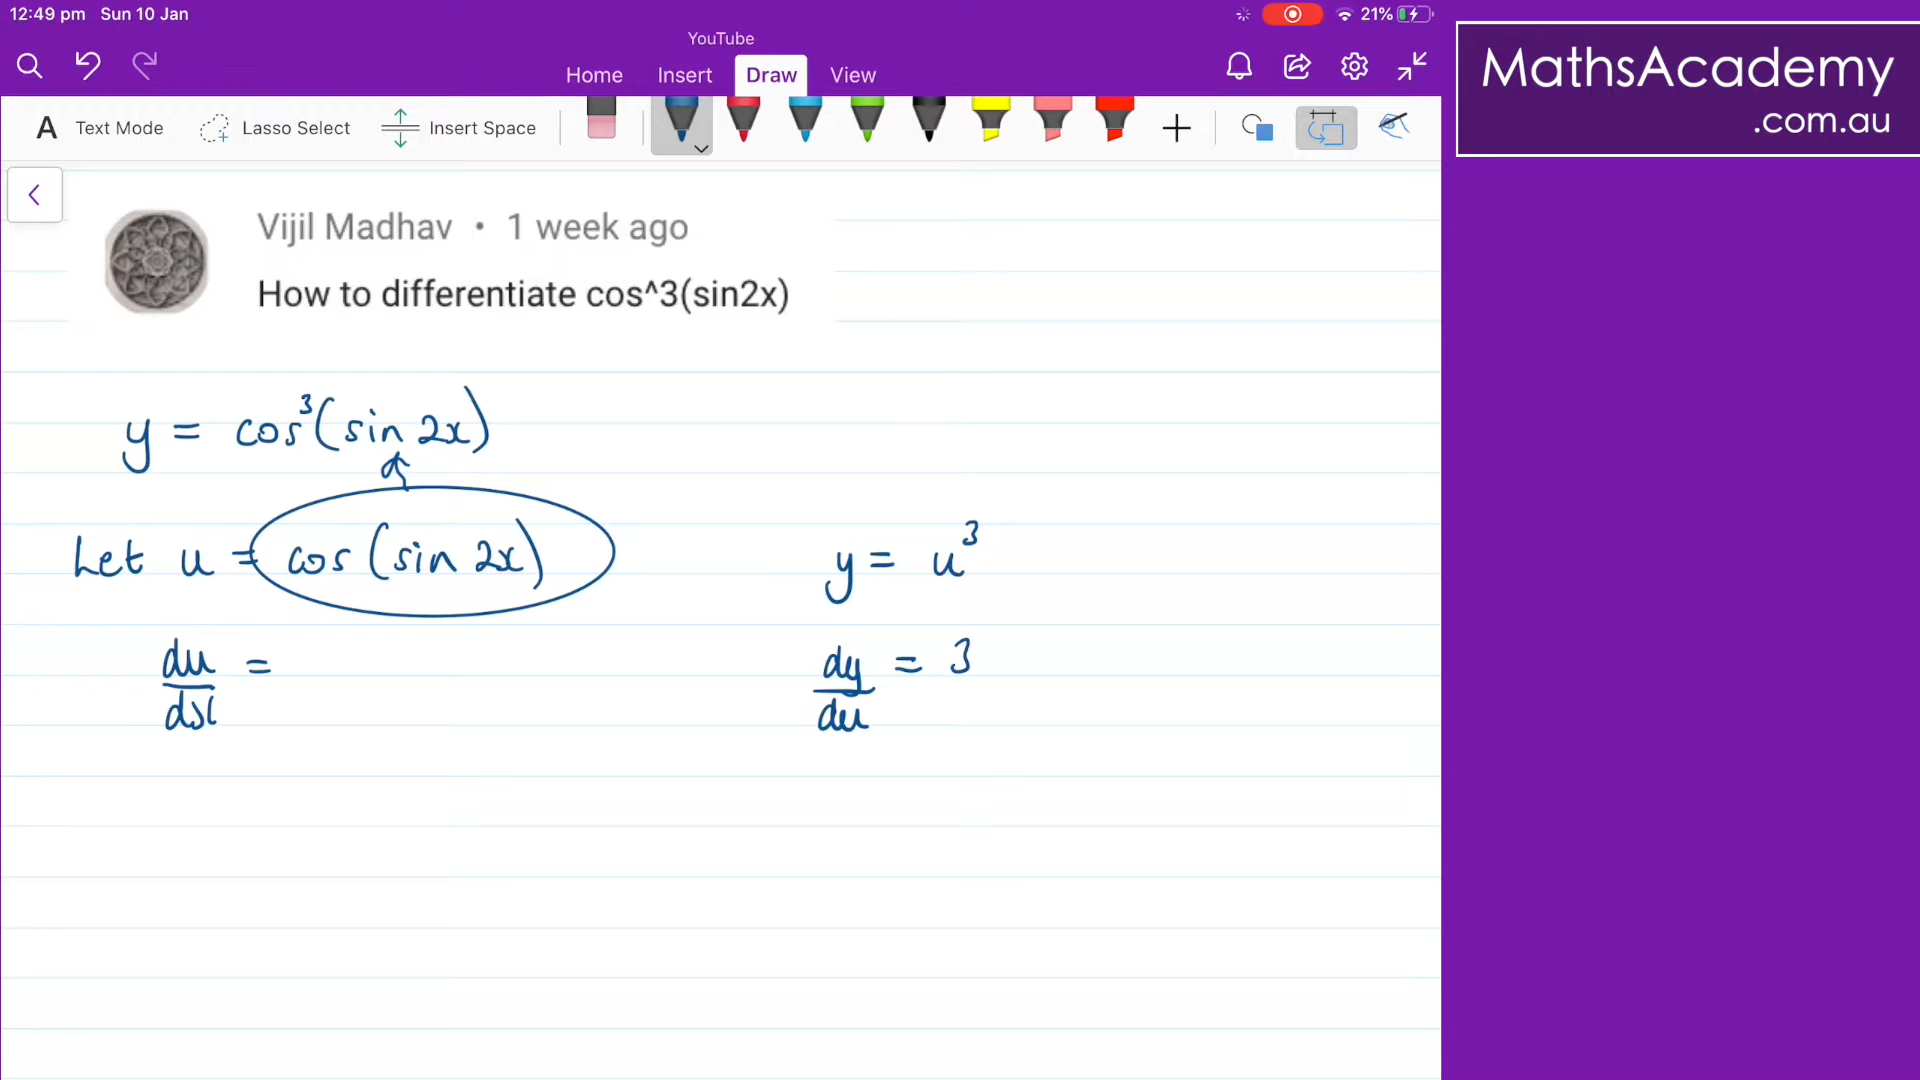 12:49 pm Sun 10 Jan
21%
YouTube
Home Insert Draw View
A Text Mode Lasso Select Insert Space
MathsAcademy
.com.au
Vijil Madhav • 1 week ago
How to differentiate cos^3(sin2x)
y = cos³(sin 2x)
Let u = cos (sin 2x)
y = u³
du/dx =
dy/du = 3